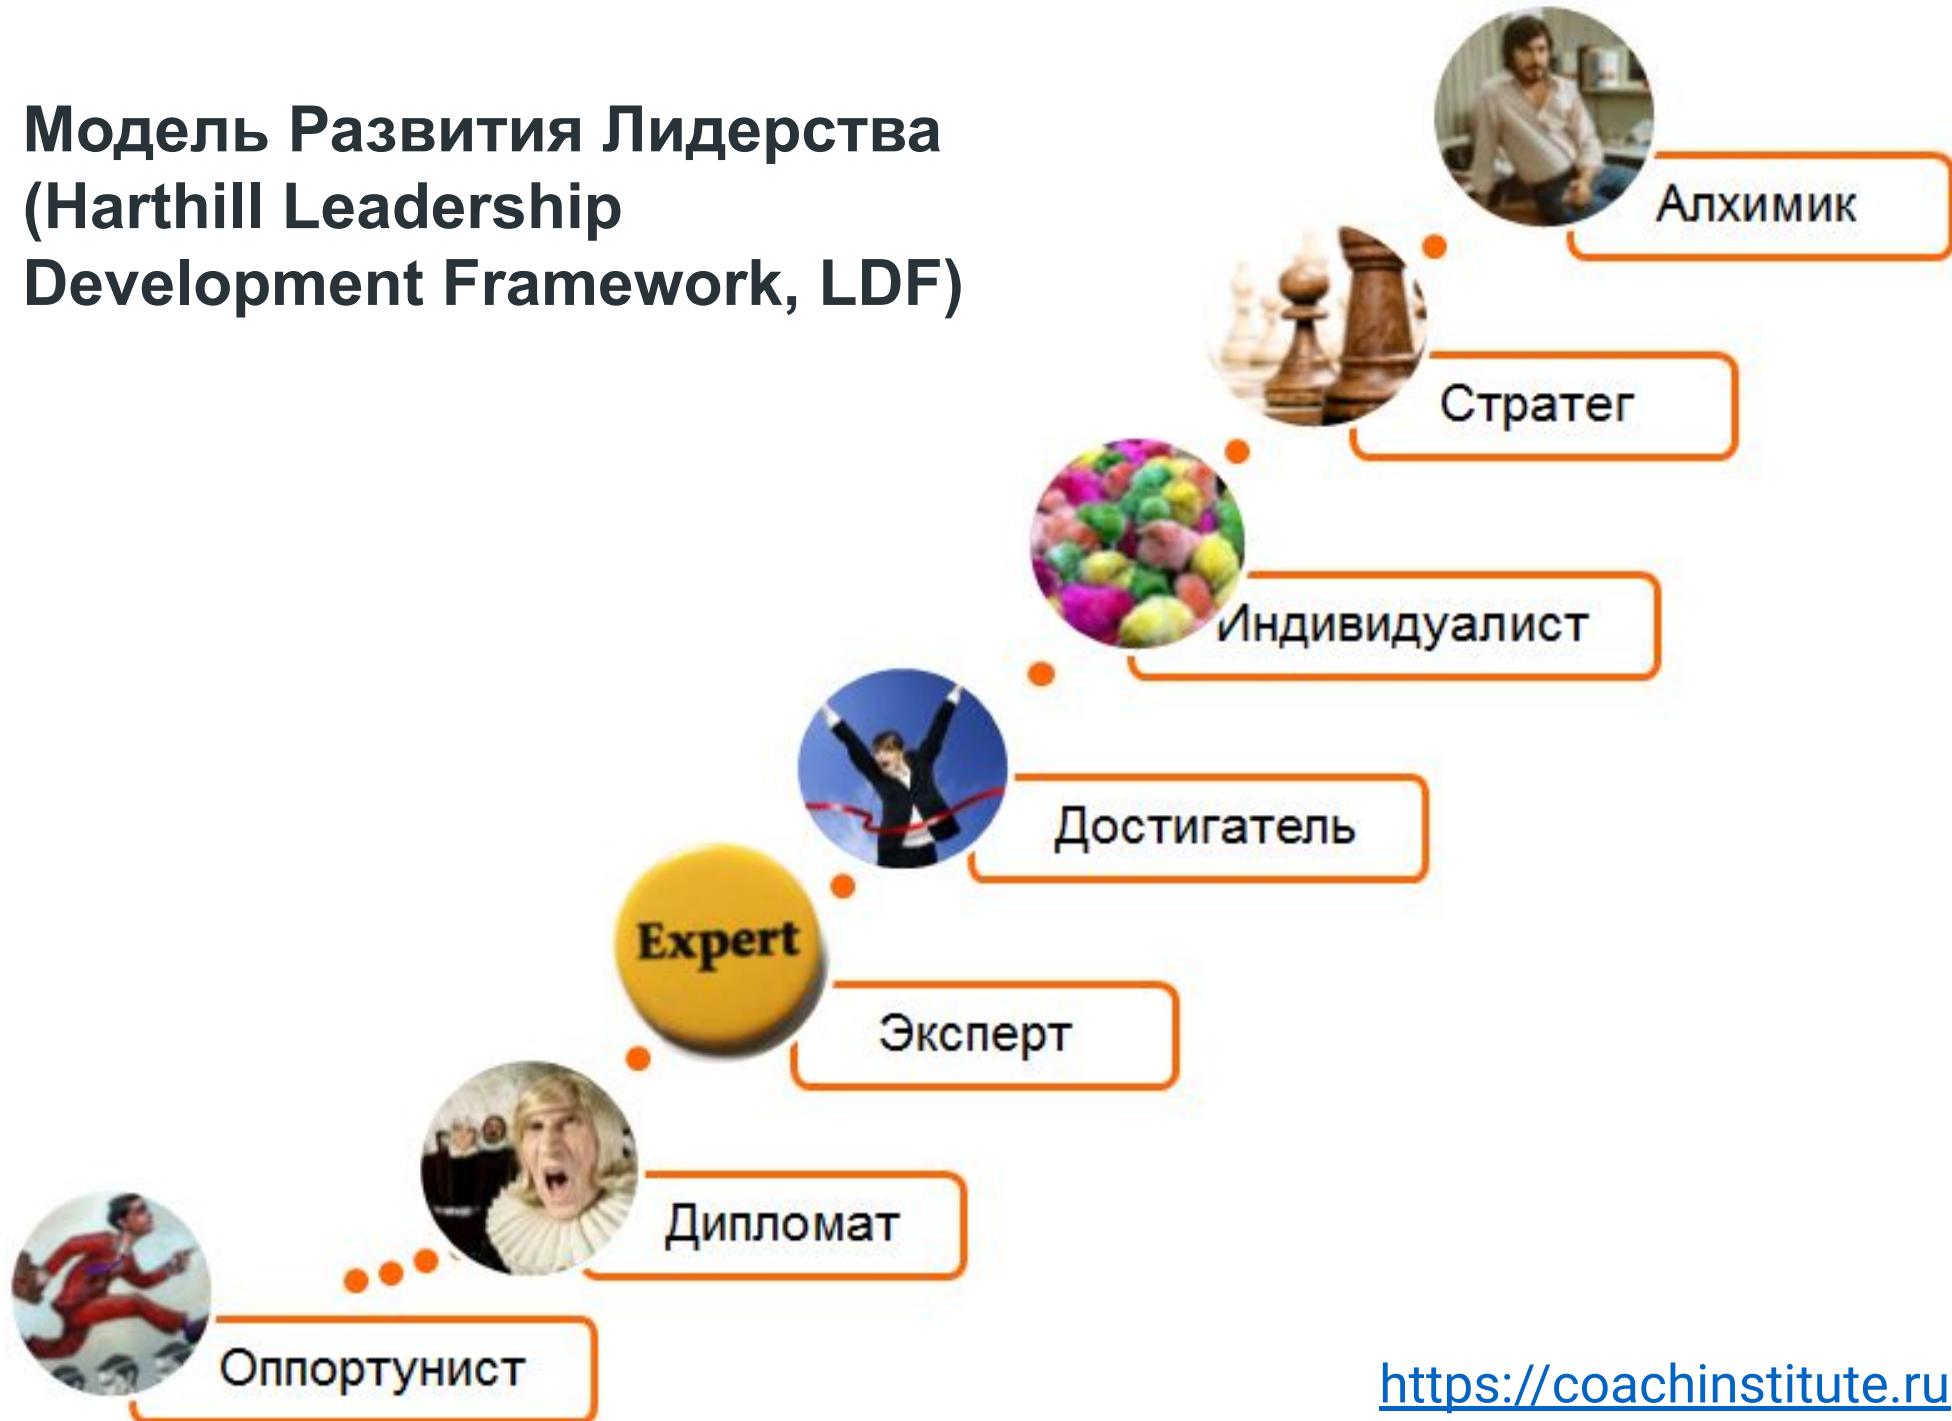 Модель Развития Лидерства
(Harthill Leadership
Development Framework, LDF)
Алхимик
Стратег
Индивидуалист
Достигатель
Expert
Эксперт
Дипломат
Оппортунист
https://coachinstitute.ru